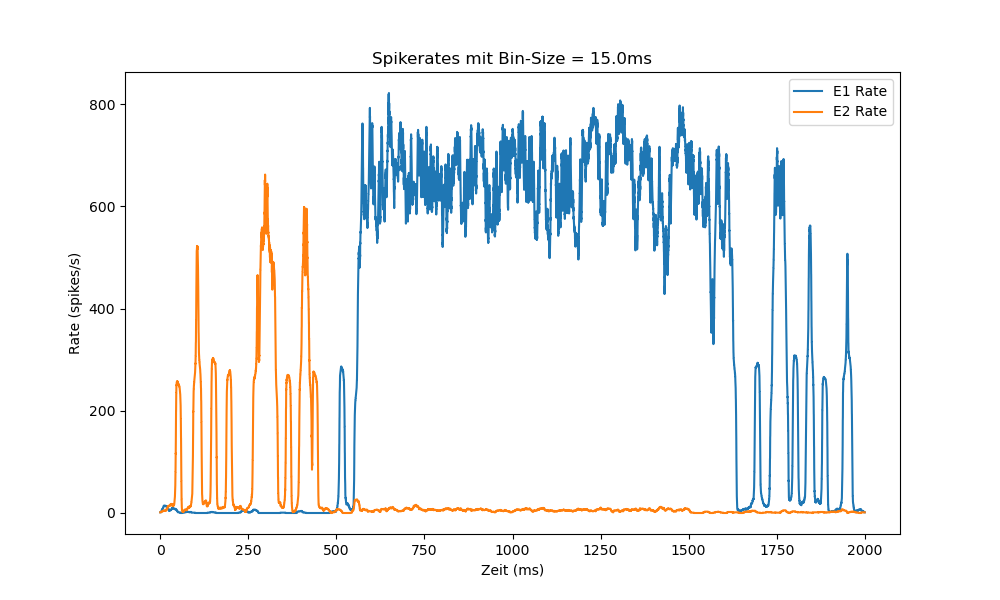 Spikerates mit Bin-Size = 15.0ms
E1 Rate
E2 Rate
Rate (spikes/s)
800
600
400
200
0
0 250 500 750 1000 1250 1500 1750 2000
Zeit (ms)